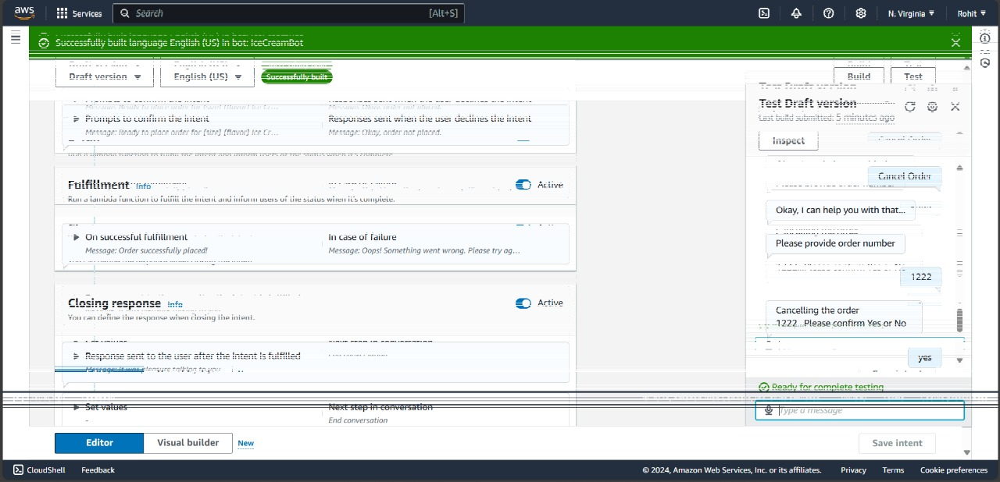 aws
Services
Search
[Alt+S]
N. Virginia
Rohit
Successfully built language English (US) in bot: IceCreamBot
Draft version
English (US)
Successfully built
Build
Test
Test Draft version
Last build submitted: 5 minutes ago
Inspect
Prompts to confirm the intent
Responses sent when the user declines the intent
Message: Ready to place order for [size] [flavor] Ice Cr...
Message: Okay, order not placed.
Fulfillment Info
Active
Run a lambda function to fulfill the intent and inform users of the status when it's complete.
On successful fulfillment
In case of failure
Message: Order successfully placed!
Message: Oops! Something went wrong. Please try ag...
Closing response Info
Active
You can define the response when closing the intent.
Response sent to the user after the intent is fulfilled
Message: It was pleasure talking to you
Set values
Next step in conversation
-
End conversation
Cancel Order
Okay, I can help you with that...
Please provide order number
1222
Cancelling the order
1222 . Please confirm Yes or No
yes
Ready for complete testing
Type a message
Editor
Visual builder
New
Save intent
CloudShell
Feedback
© 2024, Amazon Web Services, Inc. or its affiliates.
Privacy
Terms
Cookie preferences